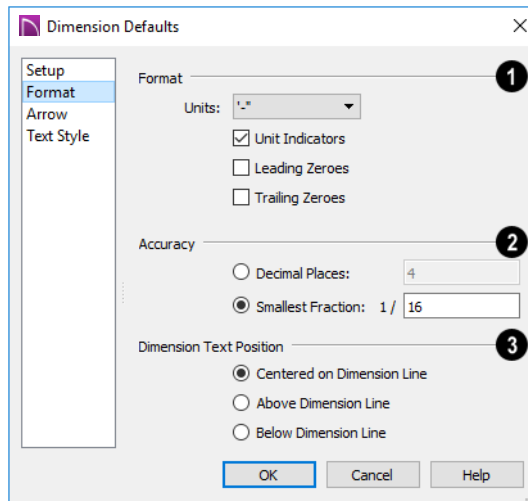 Dimension Defaults
Setup
Format
Arrow
Text Style
Format
1
Units: '-"
Unit Indicators
Leading Zeroes
Trailing Zeroes
Accuracy
2
Decimal Places: 4
Smallest Fraction: 1 / 16
Dimension Text Position
3
Centered on Dimension Line
Above Dimension Line
Below Dimension Line
OK Cancel Help